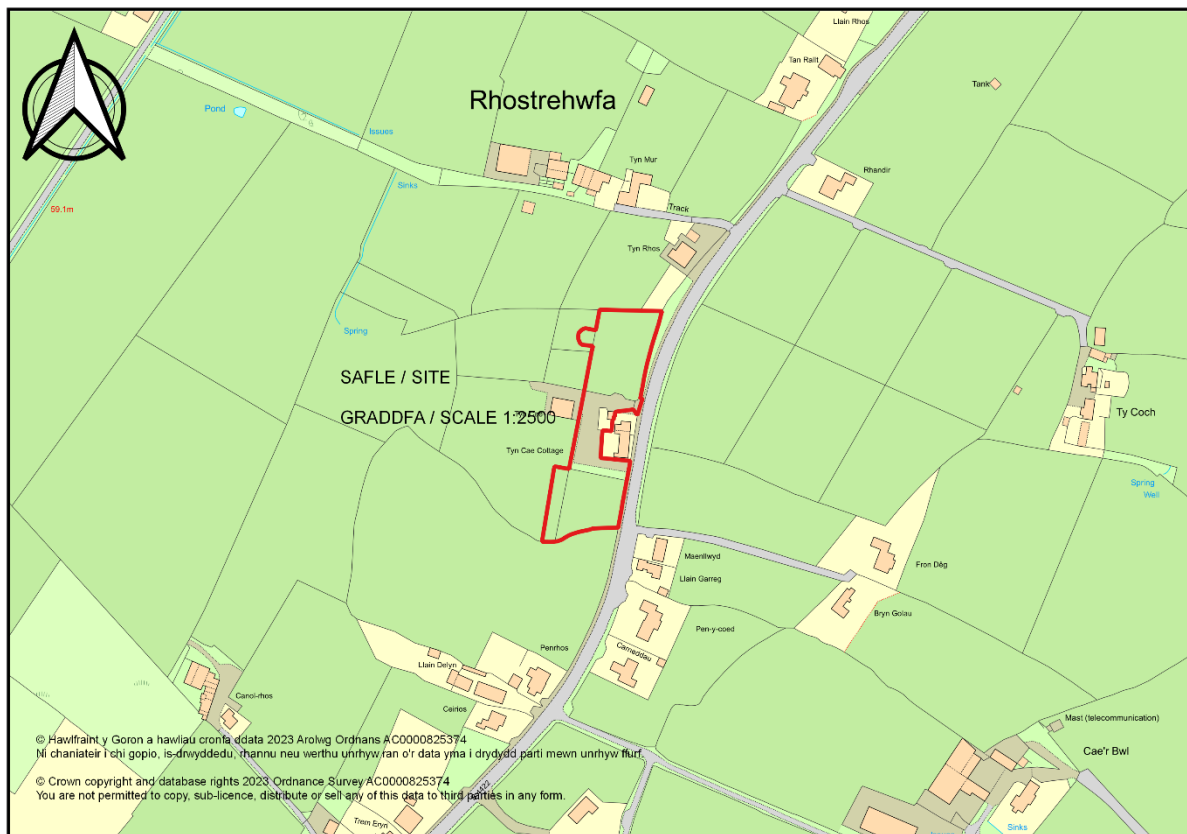 Llain Rhos
Tan Rallt
Tank
Rhostrehwfa
Pond
Issues
Tyn Mur
Rhandir
Sinks
59.1m
Track
Tyn Rhos
Spring
SAFLE / SITE
GRADDFA / SCALE 1:2500
Ty Coch
Tyn Cae Cottage
Spring
Well
Maenllwyd
Llain Garreg
Fron Dêg
Bryn Golau
Pen-y-coed
Penrhos
Carneddau
Llain Delyn
Canol-rhos
Ceirios
Mast (telecommunication)
Cae'r Bwl
© Hawlfraint y Goron a hawliau cronfa ddata 2023 Arolwg Ordnans AC0000825374
Ni chaniateir i chi gopio, is-drwyddedu, rhannu neu werthu unrhyw ran o'r data yma i drydydd parti mewn unrhyw ffurf.
© Crown copyright and database rights 2023 Ordnance Survey AC0000825374
You are not permitted to copy, sub-licence, distribute or sell any of this data to third parties in any form.
Trem Eryri
Sinks